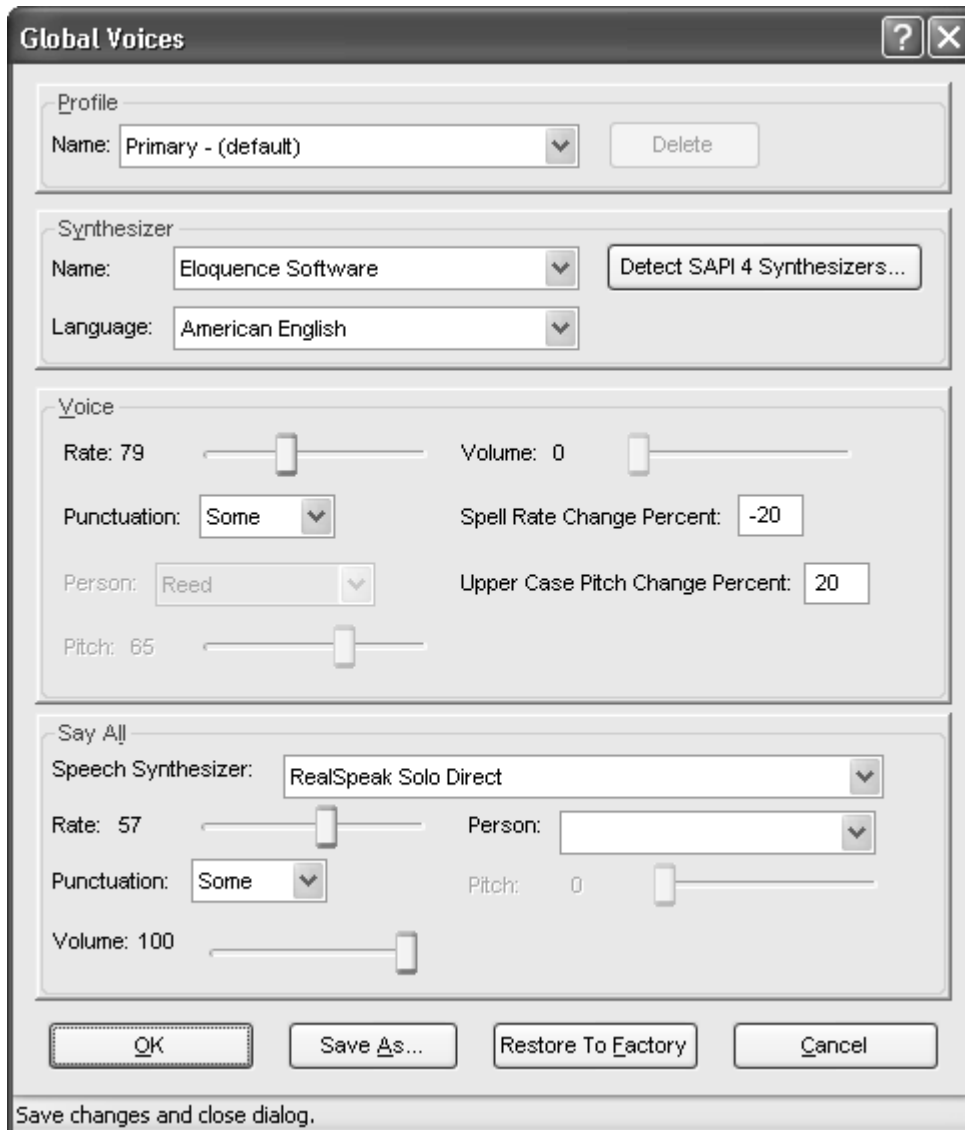 Global Voices
Profile
Name: Primary - (default) Delete
Synthesizer
Name: Eloquence Software Detect SAPI 4 Synthesizers...
Language: American English
Voice
Rate: 79 Volume: 0
Punctuation: Some Spell Rate Change Percent: -20
Person: Reed Upper Case Pitch Change Percent: 20
Pitch: 65
Say All
Speech Synthesizer: RealSpeak Solo Direct
Rate: 57 Person:
Punctuation: Some Pitch: 0
Volume: 100
OK Save As... Restore To Factory Cancel
Save changes and close dialog.